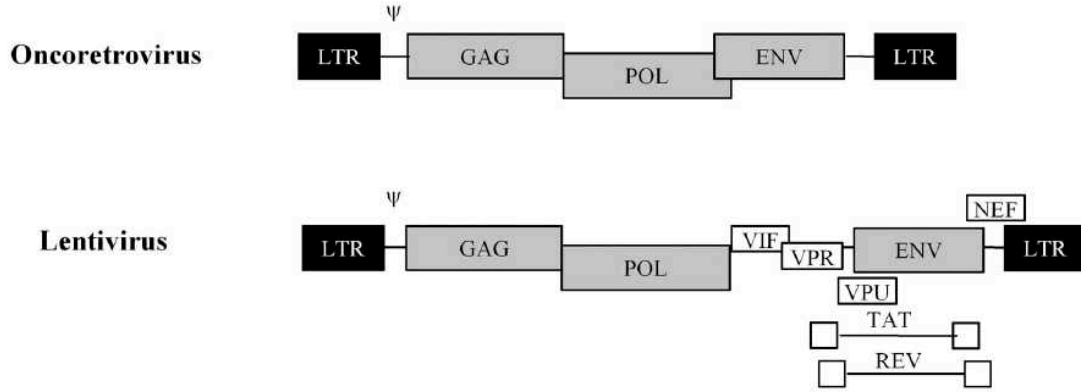 ψ
Oncoretrovirus LTR GAG POL ENV LTR
ψ
NEF
Lentivirus LTR GAG POL VIF VPR ENV LTR
VPU
TAT
REV